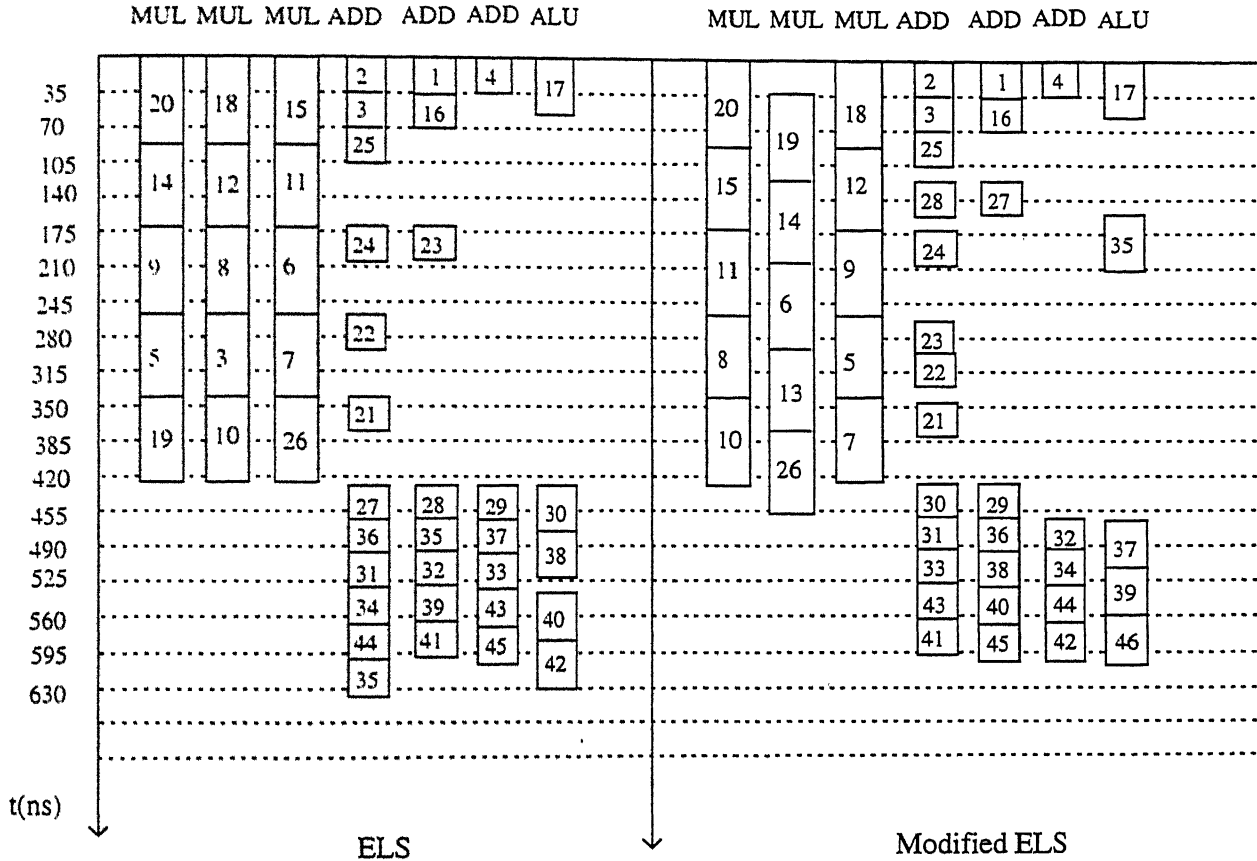 MUL MUL MUL ADD ADD ADD ALU
MUL MUL MUL ADD ADD ADD ALU
35
70
105
140
175
210
245
280
315
350
385
420
455
490
525
560
595
630
t(ns)
20 18 15 2 1 4 17
3 16
25
14 12 11
24 23
9 8 6
22
5 3 7
21
19 10 26
27 28 29 30
36 35 37 38
31 32 33
34 39 43 40
44 41 45 42
35
ELS
20 18 2 1 4 17
19 3 16
25
15 14 12 28 27
24 35
11 6 9
23
8 13 5 22
21
10 26 7
30 29
31 36 32 37
33 38 34 39
43 40 44
41 45 42 46
Modified ELS